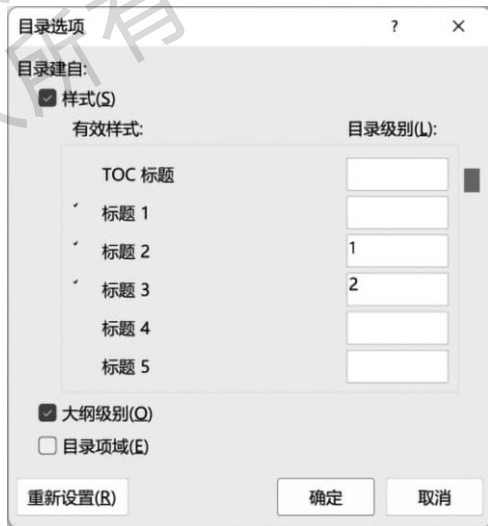 目录选项 ? ×
目录建自:
样式(S)
有效样式: 目录级别(L):
TOC 标题
标题 1
标题 2 1
标题 3 2
标题 4
标题 5
大纲级别(O)
目录项域(E)
重新设置(R) 确定 取消
所有